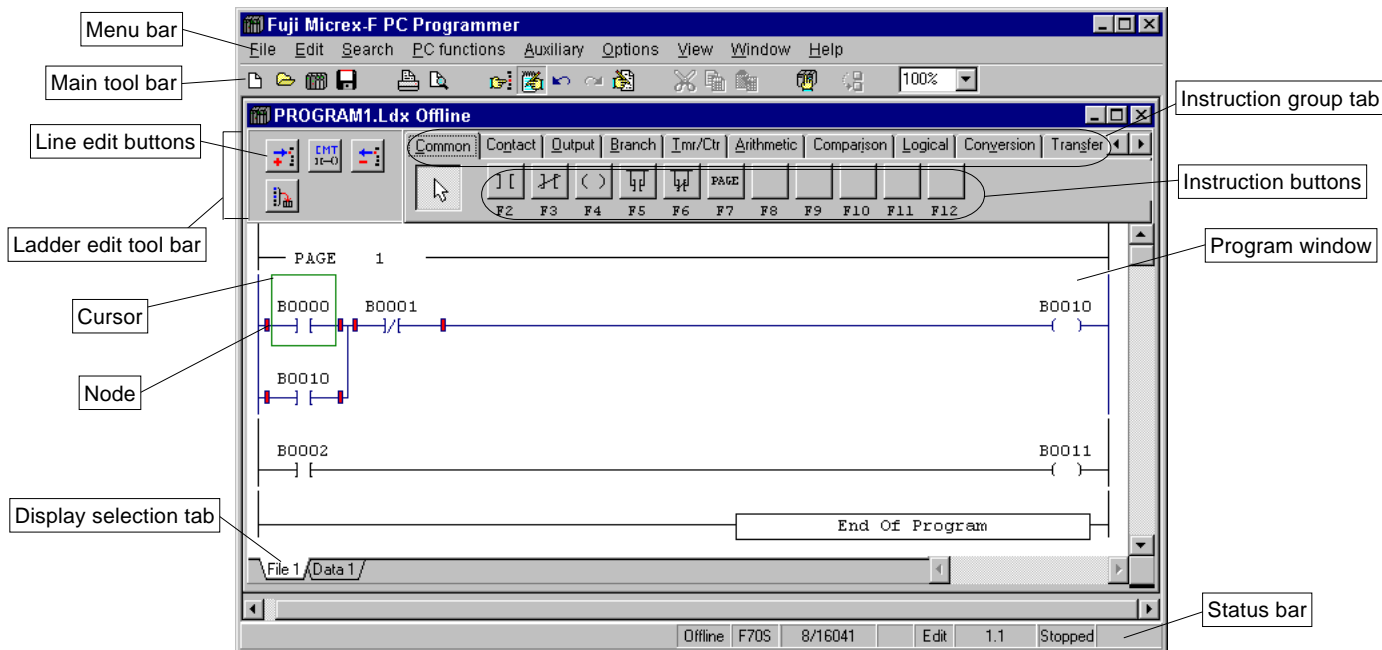 Fuji Micrex-F PC Programmer
Menu bar
File Edit Search PC functions Auxiliary Options View Window Help
Main tool bar
100%
Instruction group tab
PROGRAM1.Ldx Offline
Line edit buttons
CMT
Common Contact Output Branch Tmr/Ctr Arithmetic Comparison Logical Conversion Transfer
Instruction buttons
PAGE
F2 F3 F4 F5 F6 F7 F8 F9 F10 F11 F12
Ladder edit tool bar
Program window
PAGE 1
Cursor
B0000 B0001 B0010
Node
B0010
B0002 B0011
Display selection tab
End Of Program
File 1 Data 1
Status bar
Offline F70S 8/16041 Edit 1.1 Stopped